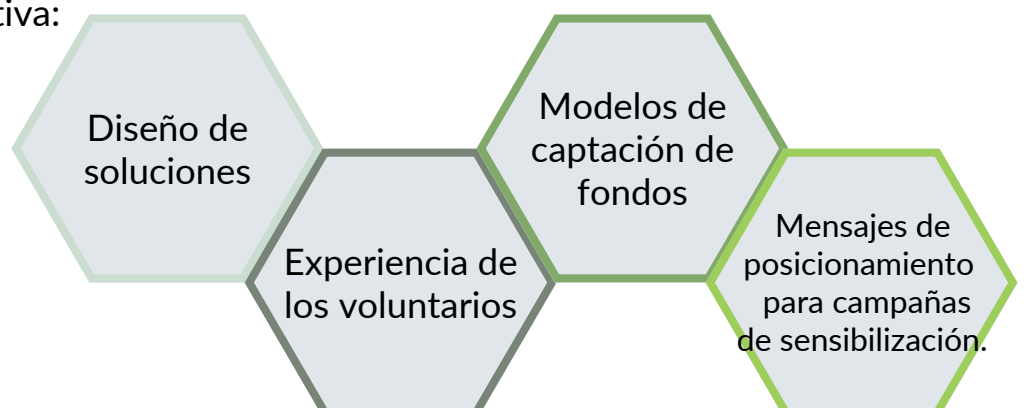 tiva:
Diseño de
soluciones
Experiencia de
los voluntarios
Modelos de
captación de
fondos
Mensajes de
posicionamiento
para campañas
de sensibilización.